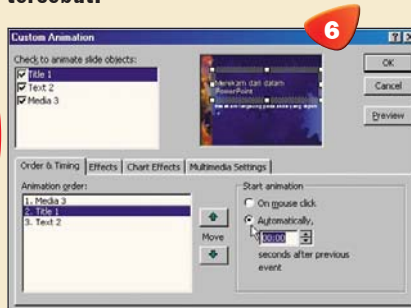 tersebut.
6
Custom Animation
Check to animate slide objects:
Title 1
Text 2
Media 3
Merekam dari dalam
PowerPoint
OK
Cancel
Preview
Order & Timing
Effects
Chart Effects
Multimedia Settings
Animation order:
1. Media 3
2. Title 1
3. Text 2
Move
Start animation
On mouse click
Automatically,
00:00
seconds after previous
event